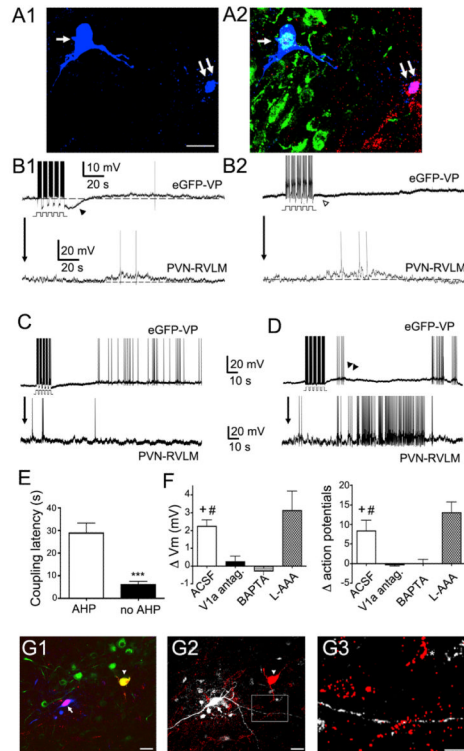 A1 A2
B1 10 mV 20 s eGFP-VP
20 mV 20 s PVN-RVLM
B2 eGFP-VP
PVN-RVLM
C eGFP-VP
20 mV 10 s
PVN-RVLM
D eGFP-VP
20 mV 10 s
PVN-RVLM
E
Coupling latency (s)
50
40
30
20
10
0
***
AHP no AHP
F
Δ Vm (mV)
5
4
3
2
1
0
-1
+ #
ACSF V1a antag. BAPTA L-AAA
Δ action potentials
20
15
10
5
0
-5
+ #
ACSF V1a antag. BAPTA L-AAA
G1 G2 G3
*